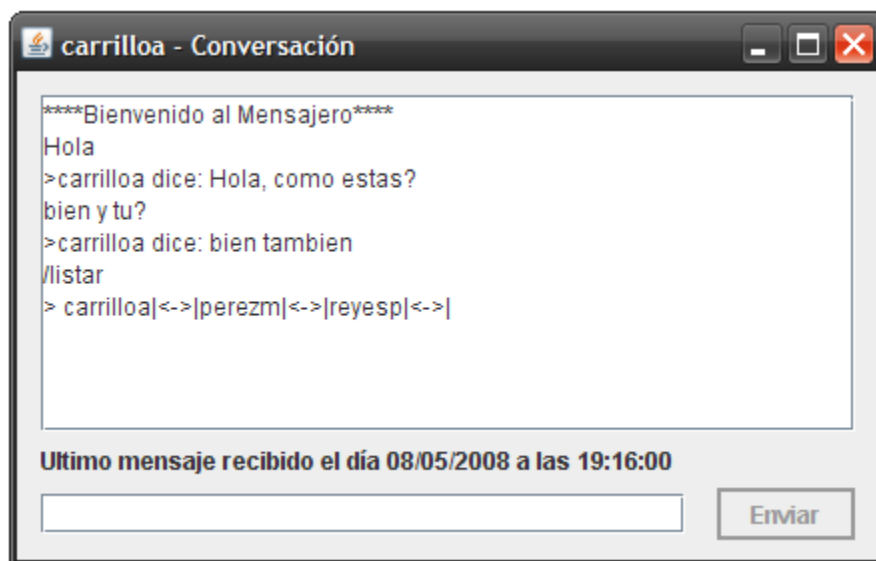 carrilloa - Conversación
****Bienvenido al Mensajero****
Hola
>carrilloa dice: Hola, como estas?
bien y tu?
>carrilloa dice: bien tambien
/listar
> carrilloa|<->|perezm|<->|reyesp|<->|
Ultimo mensaje recibido el día 08/05/2008 a las 19:16:00
Enviar